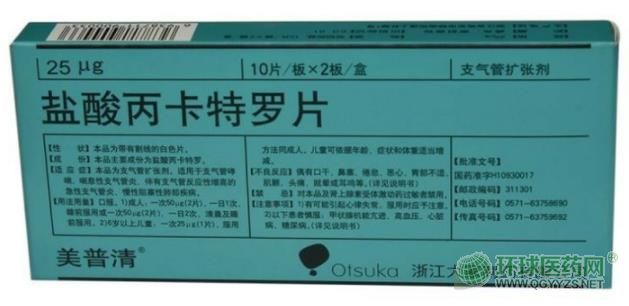 25 μg
10片/板×2板/盒
支气管扩张剂
盐酸丙卡特罗片
【性 状】本品为带有割线的白色片。
【成 份】本品主要成份为盐酸丙卡特罗。
【适 应 症】本品为支气管扩张剂。适用于支气管哮
喘、喘息性支气管炎、伴有支气管反应性增高的
急性支气管炎、慢性阻塞性肺部疾病。
【用法用量】口服。1)成人，一次50μg(2片)，一日1次，
睡前服用或一次50μg(2片)，一日2次，清晨及睡
前服用。2)6岁以上儿童，一次25μg(1片)，服用
方法同成人。儿童可依据年龄、症状和体重适当增
减。
【不良反应】偶有口干、鼻塞、倦怠、恶心、胃部不适、
肌颤、头痛、眩晕或耳鸣等。(详见说明书)
【禁 忌】对本品及肾上腺素受体激动药过敏者禁用。
【注意事项】1)有可能引起心律失常，服用时应予注意。
2)以下患者慎服：甲状腺机能亢进、高血压、心脏
病、糖尿病。(详见说明书)
【批准文号】
国药准字H10930017
【邮政编码】311301
【电话号码】0571-63758690
【传真号码】0571-63759692
美普清®
Otsuka
浙江大
环球医药网
WWW.QGYYZS.NET